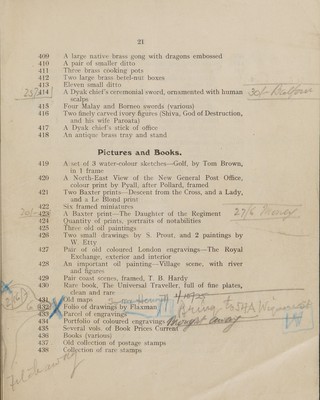 21
409 A large native brass gong with dragons embossed
410 A pair of smaller ditto
411 Three brass cooking pots
412 Two large brass betel-nut boxes
413 Eleven small ditto
414 A Dyak chief's ceremonial sword, ornamented with human
scalps
415 Four Malay and Borneo swords (various)
416 Two finely carved ivory figures (Shiva, God of Destruction,
and his wife Parvata)
417 A Dyak chief's stick of office
418 An antique brass tray and stand
Pictures and Books.
419 A set of 3 water-colour sketches—Golf, by Tom Brown,
in 1 frame
420 A North-East View of the New General Post Office,
colour print by Pyall, after Pollard, framed
421 Two Baxter prints—Descent from the Cross, and a Lady,
and a Le Blond print
422 Six framed miniatures
423 A Baxter print—The Daughter of the Regiment 27/6
424 Quantity of prints, portraits of notabilities
425 Three old oil paintings
426 Two small drawings by S. Prout, and 2 paintings by
W. Etty
427 Pair of old coloured London engravings—The Royal
Exchange, exterior and interior
428 An important oil painting—Village scene, with river
and figures
429 Pair coast scenes, framed, T. B. Hardy
430 Rare book, The Universal Traveller, full of fine plates,
clean and rare
431 Old maps
432 Folio of drawings by Flaxman
433 Parcel of engravings
434 Portfolio of coloured engravings
435 Several vols. of Book Prices Current
436 Books (various)
437 Old collection of postage stamps
438 Collection of rare stamps